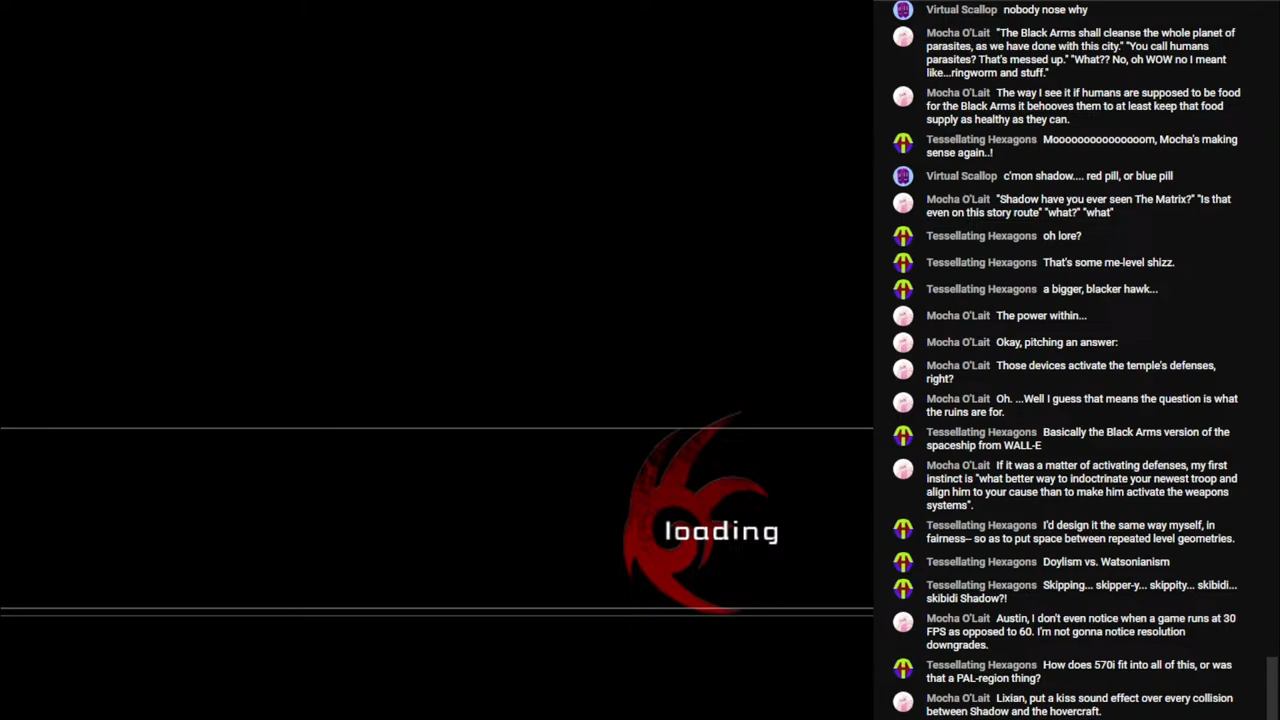 Virtual Scallop nobody nose why
Mocha O'Lait "The Black Arms shall cleanse the whole planet of
parasites, as we have done with this city." "You call humans
parasites? That's messed up." "What?? No, oh WOW no I meant
like...ringworm and stuff."
Mocha O'Lait The way I see it if humans are supposed to be food
for the Black Arms it behooves them to at least keep that food
supply as healthy as they can.
Tessellating Hexagons Mooooooooooooooom, Mocha's making
sense again..!
Virtual Scallop c'mon shadow.... red pill, or blue pill
Mocha O'Lait "Shadow have you ever seen The Matrix?" "Is that
even on this story route" "what?" "what"
Tessellating Hexagons oh lore?
Tessellating Hexagons That's some me-level shizz.
Tessellating Hexagons a bigger, blacker hawk...
Mocha O'Lait The power within...
Mocha O'Lait Okay, pitching an answer:
Mocha O'Lait Those devices activate the temple's defenses,
right?
Mocha O'Lait Oh. ...Well I guess that means the question is what
the ruins are for.
Tessellating Hexagons Basically the Black Arms version of the
spaceship from WALL-E
Mocha O'Lait If it was a matter of activating defenses, my first
instinct is "what better way to indoctrinate your newest troop and
align him to your cause than to make him activate the weapons
systems".
Tessellating Hexagons I'd design it the same way myself, in
fairness-- so as to put space between repeated level geometries.
Tessellating Hexagons Doylism vs. Watsonianism
Tessellating Hexagons Skipping... skipper-y... skippity... skibidi...
skibidi Shadow?!
Mocha O'Lait Austin, I don't even notice when a game runs at 30
FPS as opposed to 60. I'm not gonna notice resolution
downgrades.
Tessellating Hexagons How does 570i fit into all of this, or was
that a PAL-region thing?
Mocha O'Lait Lixian, put a kiss sound effect over every collision
between Shadow and the hovercraft.
loading